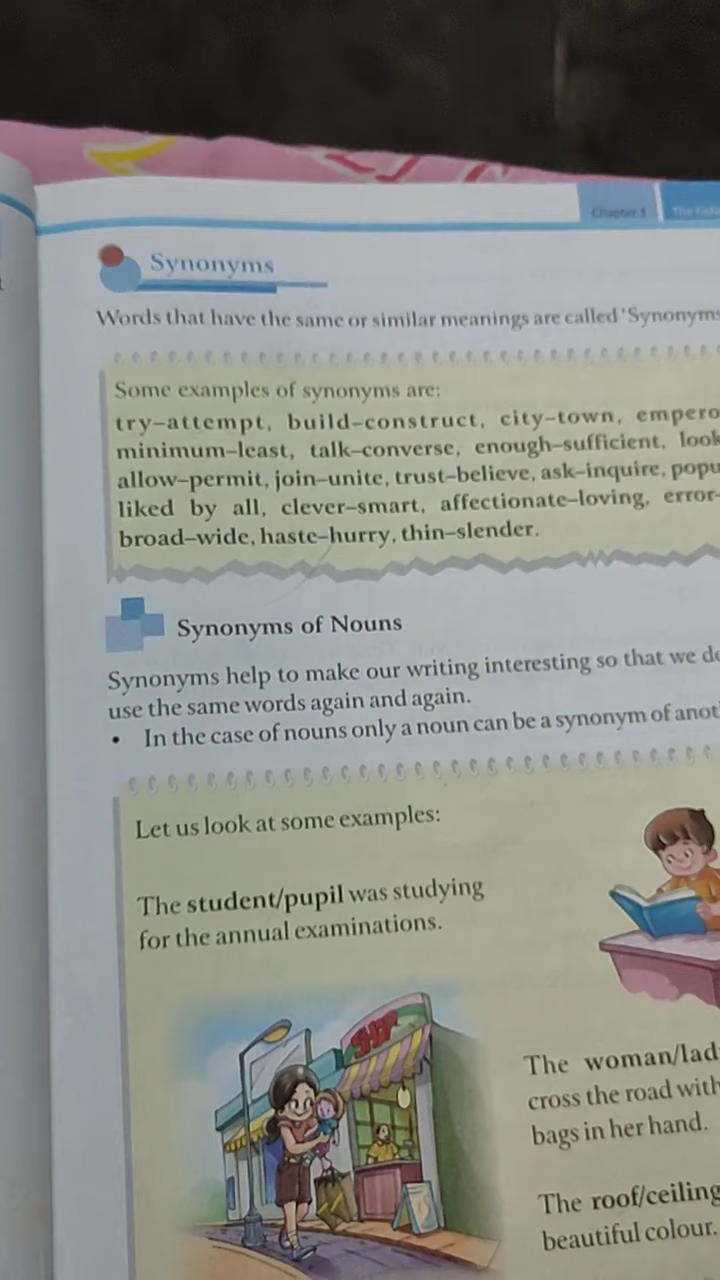 Chapter 5
The
Synonyms
Words that have the same or similar meanings are called 'Synonyms
Some examples of synonyms are:
try–attempt, build–construct, city–town, empero
minimum–least, talk–converse, enough–sufficient, look
allow–permit, join–unite, trust–believe, ask–inquire, popu
liked by all, clever–smart, affectionate–loving, error–
broad–wide, haste–hurry, thin–slender.
Synonyms of Nouns
Synonyms help to make our writing interesting so that we do
use the same words again and again.
• In the case of nouns only a noun can be a synonym of anot
Let us look at some examples:
The student/pupil was studying
for the annual examinations.
SHOP
The woman/lad
cross the road with
bags in her hand.
The roof/ceiling
beautiful colour.